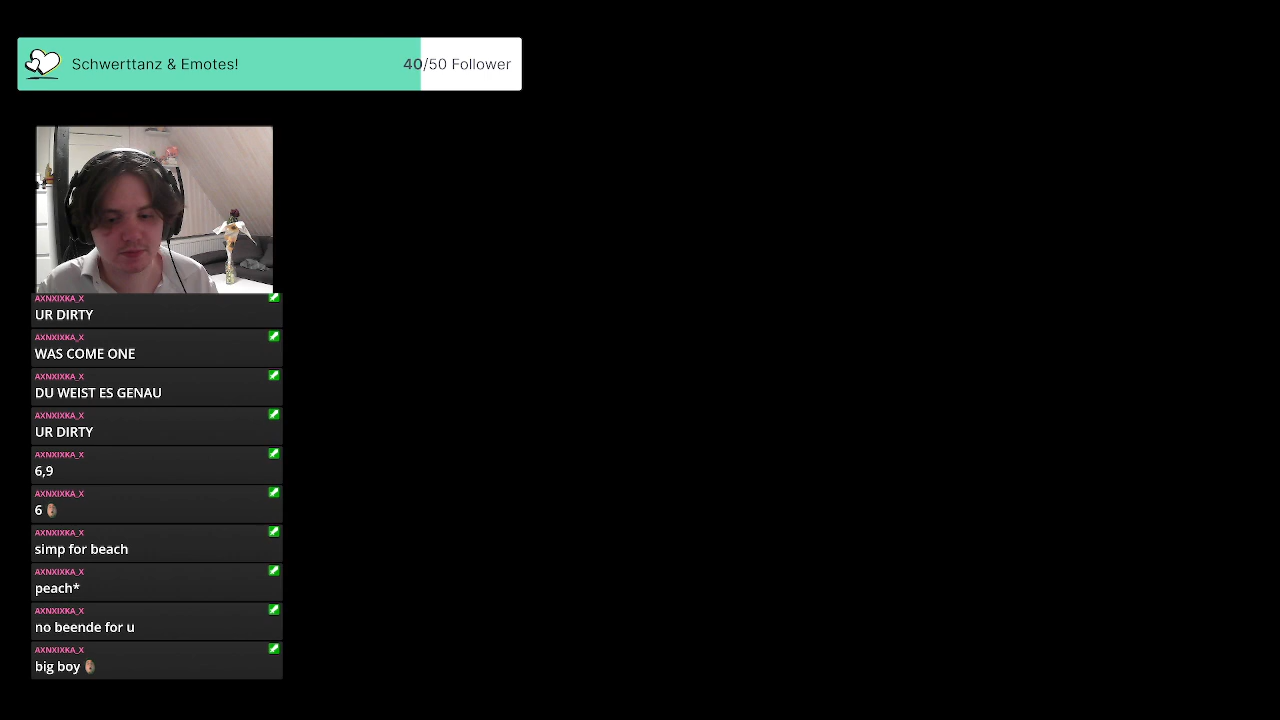 Schwerttanz & Emotes!
40/50 Follower
AXNXIXKA_X
UR DIRTY
AXNXIXKA_X
WAS COME ONE
AXNXIXKA_X
DU WEIST ES GENAU
AXNXIXKA_X
UR DIRTY
AXNXIXKA_X
6,9
AXNXIXKA_X
6
AXNXIXKA_X
simp for beach
AXNXIXKA_X
peach*
AXNXIXKA_X
no beende for u
AXNXIXKA_X
big boy